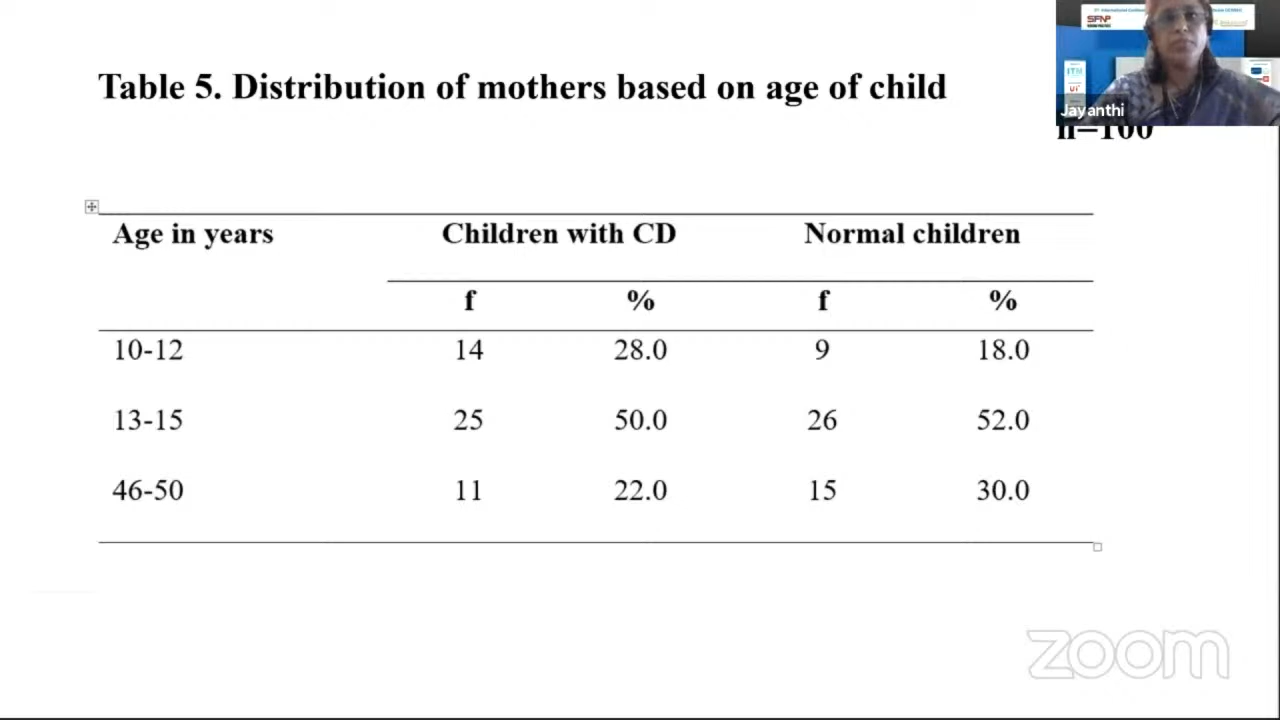 Table 5. Distribution of mothers based on age of child
Jayanthi
n=100
Age in years Children with CD Normal children
f % f %
10-12 14 28.0 9 18.0
13-15 25 50.0 26 52.0
46-50 11 22.0 15 30.0
zoom